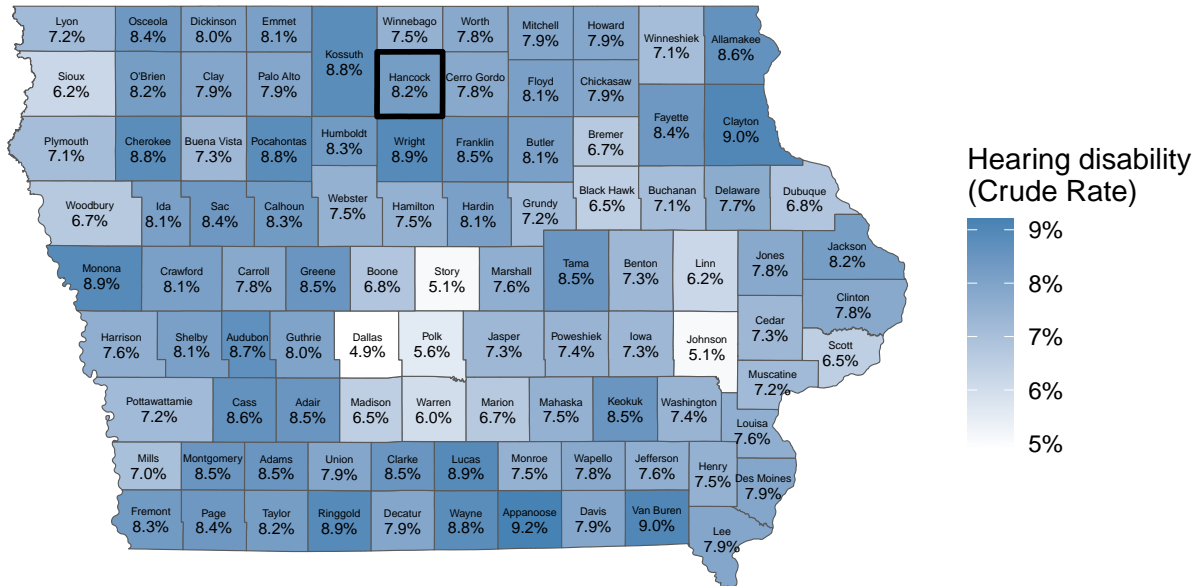 Lyon
7.2%
Osceola
8.4%
Dickinson
8.0%
Emmet
8.1%
Kossuth
8.8%
Winnebago
7.5%
Worth
7.8%
Mitchell
7.9%
Howard
7.9%
Winneshiek
7.1%
Allamakee
8.6%
Sioux
6.2%
O'Brien
8.2%
Clay
7.9%
Palo Alto
7.9%
Hancock
8.2%
Cerro Gordo
7.8%
Floyd
8.1%
Chickasaw
7.9%
Fayette
8.4%
Clayton
9.0%
Plymouth
7.1%
Cherokee
8.8%
Buena Vista
7.3%
Pocahontas
8.8%
Humboldt
8.3%
Wright
8.9%
Franklin
8.5%
Butler
8.1%
Bremer
6.7%
Hearing disability
(Crude Rate)
9%
8%
7%
6%
5%
Woodbury
6.7%
Ida
8.1%
Sac
8.4%
Calhoun
8.3%
Webster
7.5%
Hamilton
7.5%
Hardin
8.1%
Grundy
7.2%
Black Hawk
6.5%
Buchanan
7.1%
Delaware
7.7%
Dubuque
6.8%
Monona
8.9%
Crawford
8.1%
Carroll
7.8%
Greene
8.5%
Boone
6.8%
Story
5.1%
Marshall
7.6%
Tama
8.5%
Benton
7.3%
Linn
6.2%
Jones
7.8%
Jackson
8.2%
Clinton
7.8%
Harrison
7.6%
Shelby
8.1%
Audubon
8.7%
Guthrie
8.0%
Dallas
4.9%
Polk
5.6%
Jasper
7.3%
Poweshiek
7.4%
Iowa
7.3%
Johnson
5.1%
Cedar
7.3%
Scott
6.5%
Muscatine
7.2%
Pottawattamie
7.2%
Cass
8.6%
Adair
8.5%
Madison
6.5%
Warren
6.0%
Marion
6.7%
Mahaska
7.5%
Keokuk
8.5%
Washington
7.4%
Louisa
7.6%
Mills
7.0%
Montgomery
8.5%
Adams
8.5%
Union
7.9%
Clarke
8.5%
Lucas
8.9%
Monroe
7.5%
Wapello
7.8%
Jefferson
7.6%
Henry
7.5%
Des Moines
7.9%
Fremont
8.3%
Page
8.4%
Taylor
8.2%
Ringgold
8.9%
Decatur
7.9%
Wayne
8.8%
Appanoose
9.2%
Davis
7.9%
Van Buren
9.0%
Lee
7.9%